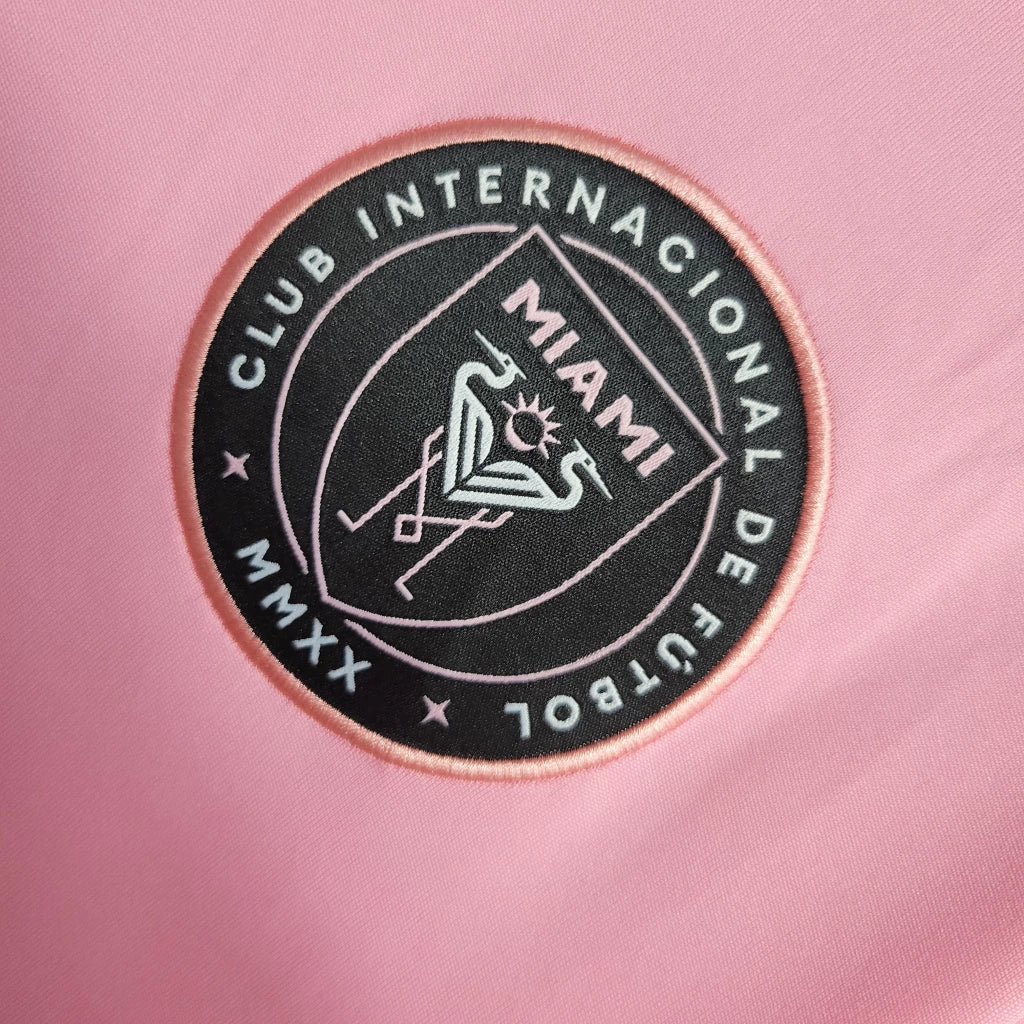 CLUB INTERNACIONAL DE FÚTBOL
MIAMI
MMXX